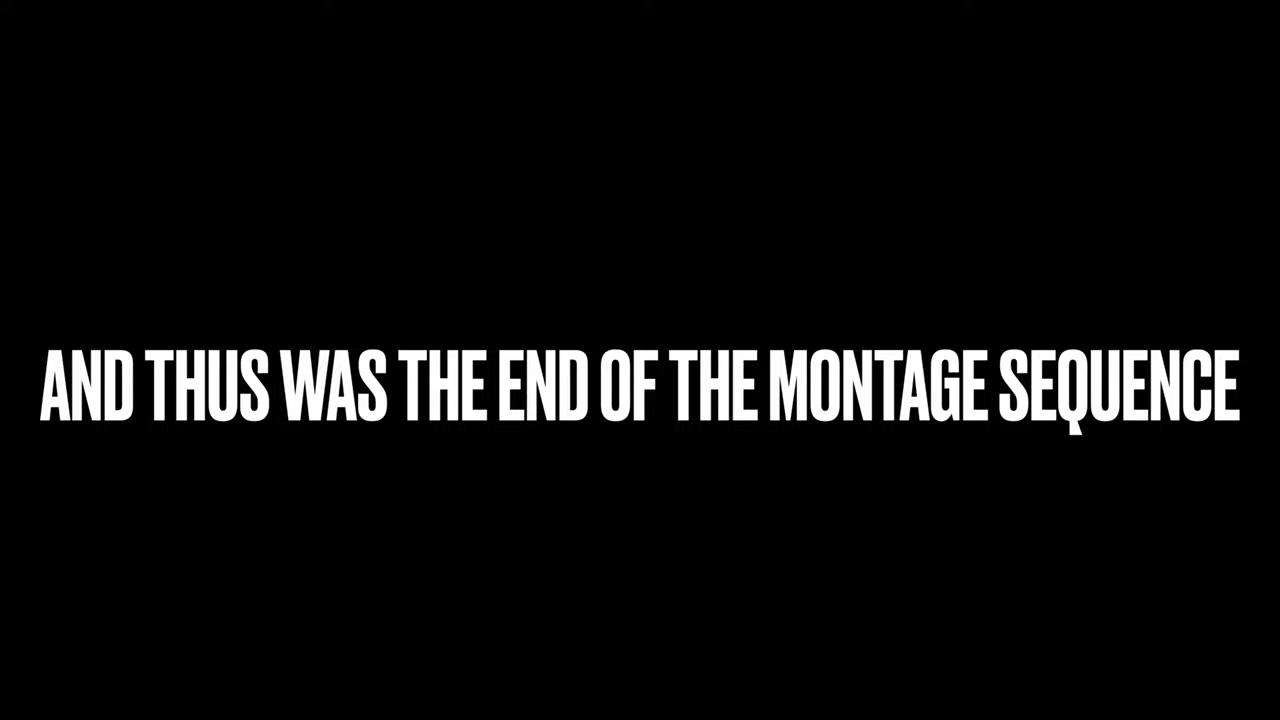 AND THUS WAS THE END OF THE MONTAGE SEQUENCE